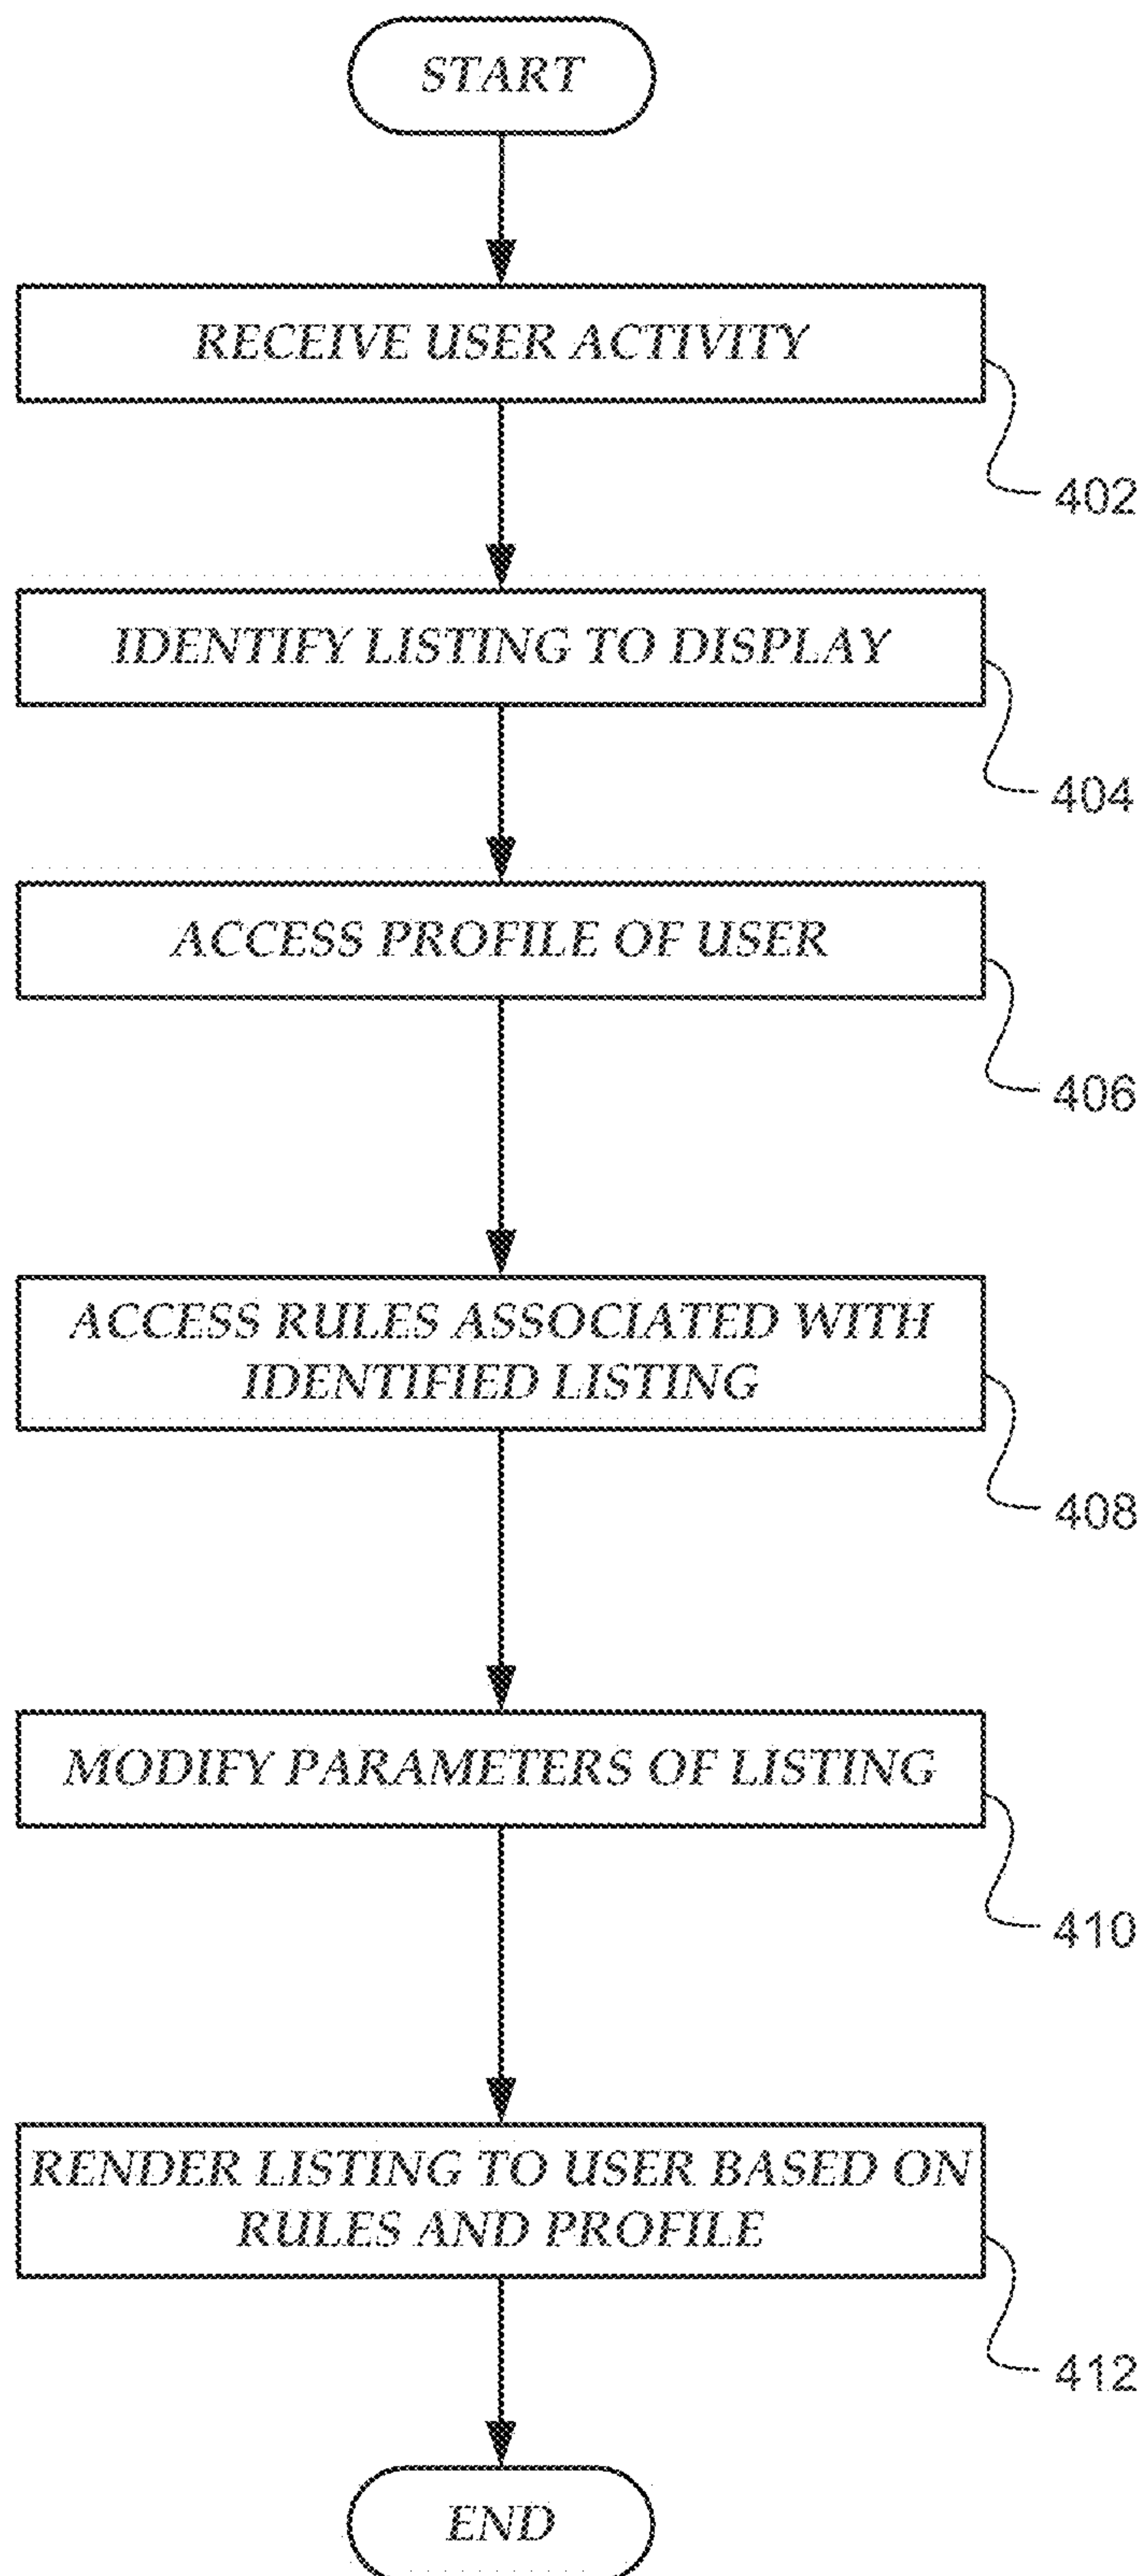 START
RECEIVE USER ACTIVITY
402
IDENTIFY LISTING TO DISPLAY
404
ACCESS PROFILE OF USER
406
ACCESS RULES ASSOCIATED WITH
IDENTIFIED LISTING
408
MODIFY PARAMETERS OF LISTING
410
RENDER LISTING TO USER BASED ON
RULES AND PROFILE
412
END